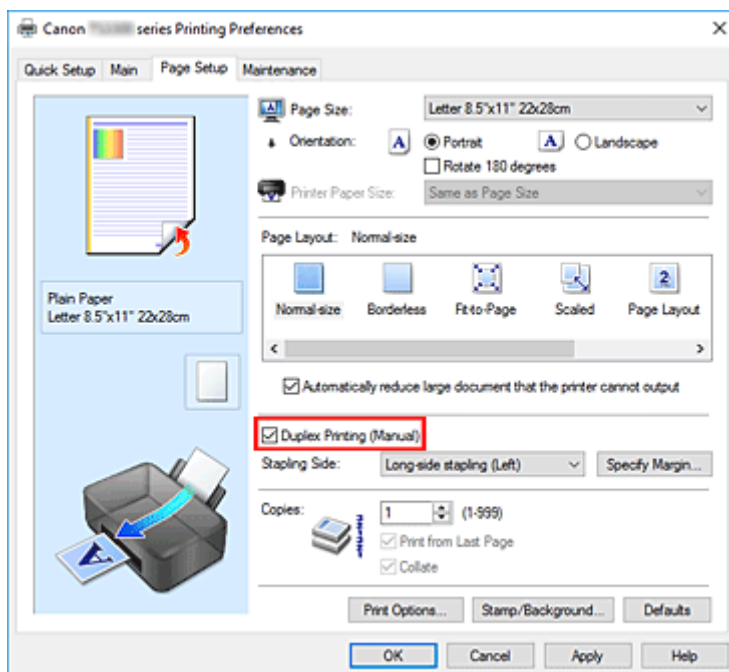 Canon series Printing Preferences
Quick Setup Main Page Setup Maintenance
Page Size: Letter 8.5"x11" 22x28cm
Orientation: A Portrait A Landscape
Rotate 180 degrees
Printer Paper Size: Same as Page Size
Page Layout: Normal-size
Normal-size Borderless Fit-to-Page Scaled Page Layout
Automatically reduce large document that the printer cannot output
Plain Paper
Letter 8.5"x11" 22x28cm
Duplex Printing (Manual)
Stapling Side: Long-side stapling (Left) Specify Margin...
Copies: 1 (1-999)
Print from Last Page
Collate
Print Options... Stamp/Background... Defaults
OK Cancel Apply Help